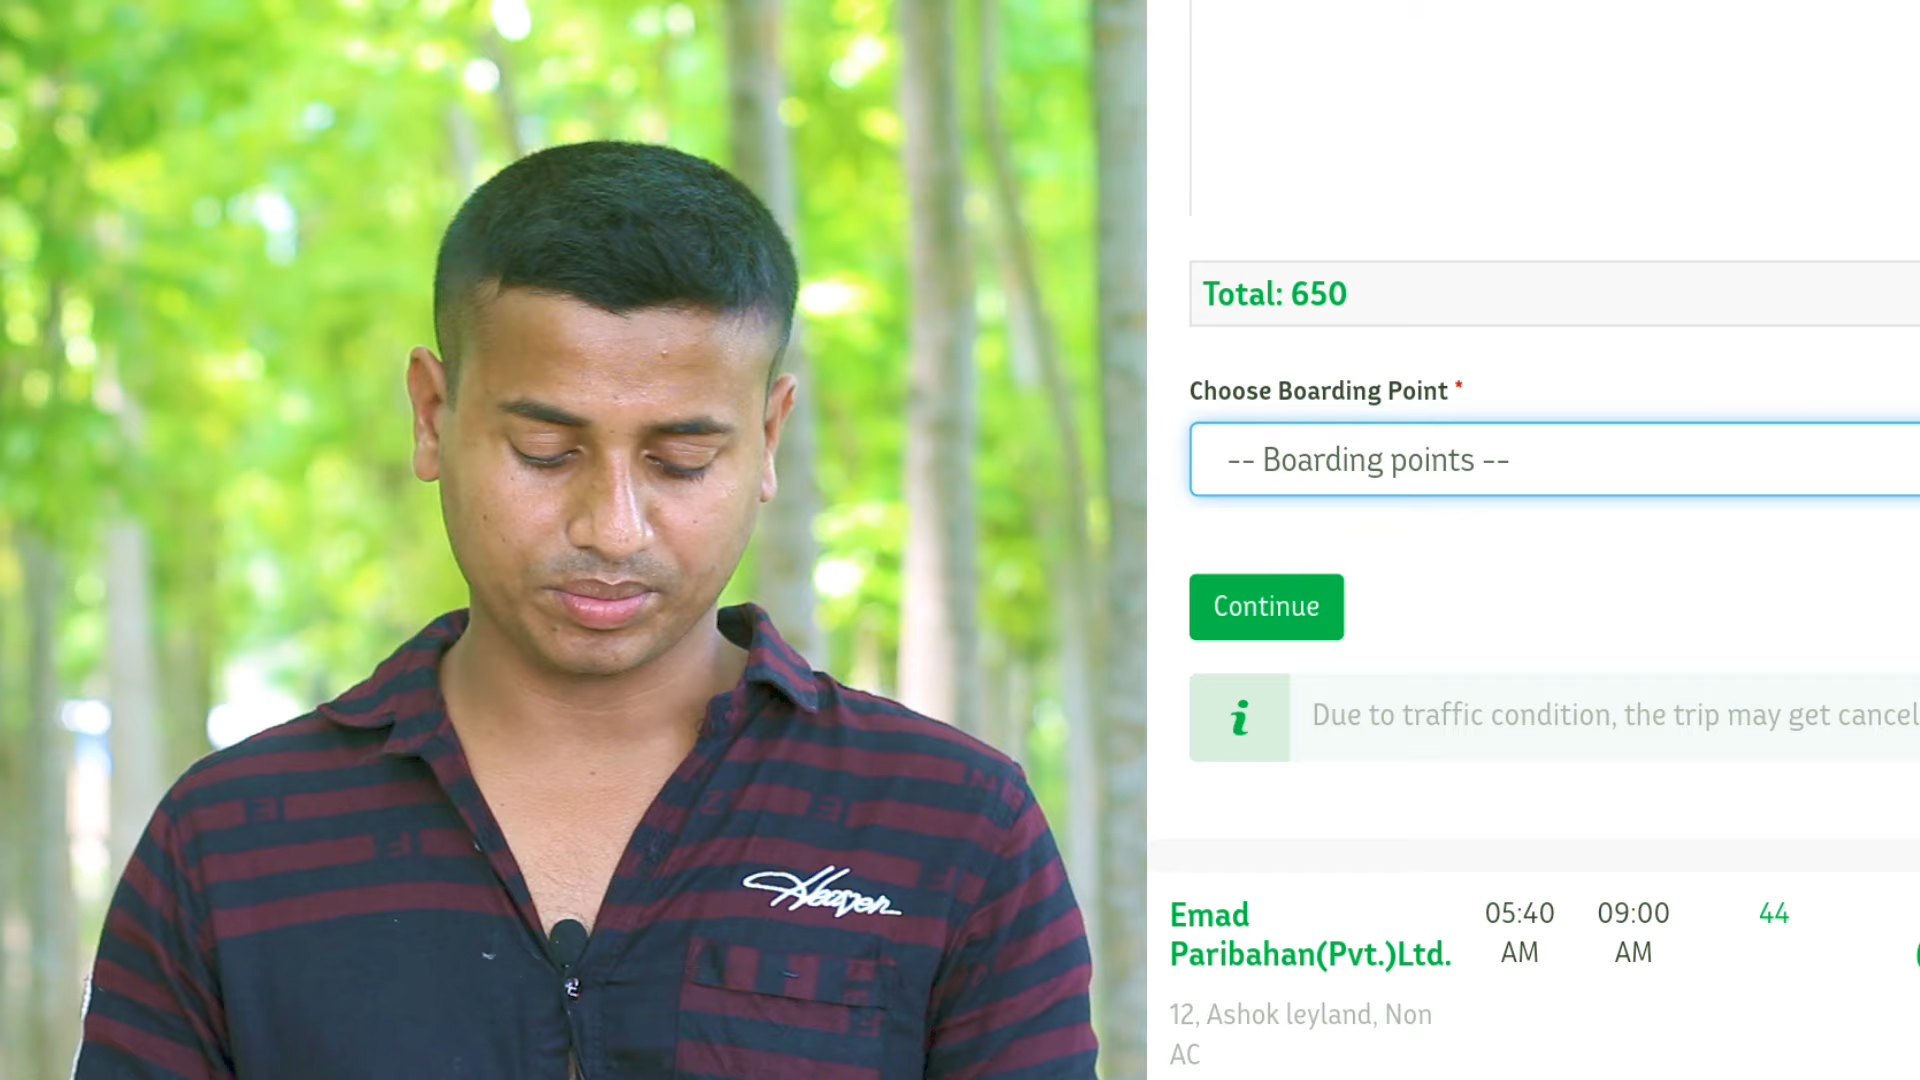 Total: 650
Choose Boarding Point *
-- Boarding points --
Continue
i
Due to traffic condition, the trip may get cancel
Emad
Paribahan(Pvt.)Ltd.
05:40
AM
09:00
AM
44
12, Ashok leyland, Non
AC
Heaven